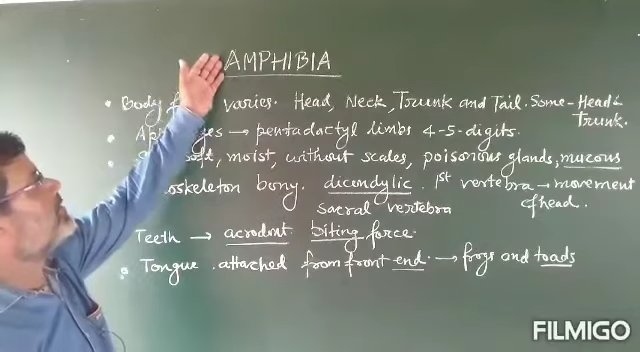 AMPHIBIA
• Body varies. Head, Neck, Trunk and Tail. Some-Head & Trunk.
• → pentadactyl limbs 4-5-digits.
• moist, without scales, poisonous glands, mucous
bony. dicondylic. 1st vertebra → movement of head.
sacral vertebra
Teeth → acrodont biting force.
• Tongue. attached from front end. → frogs and toads
FILMIGO